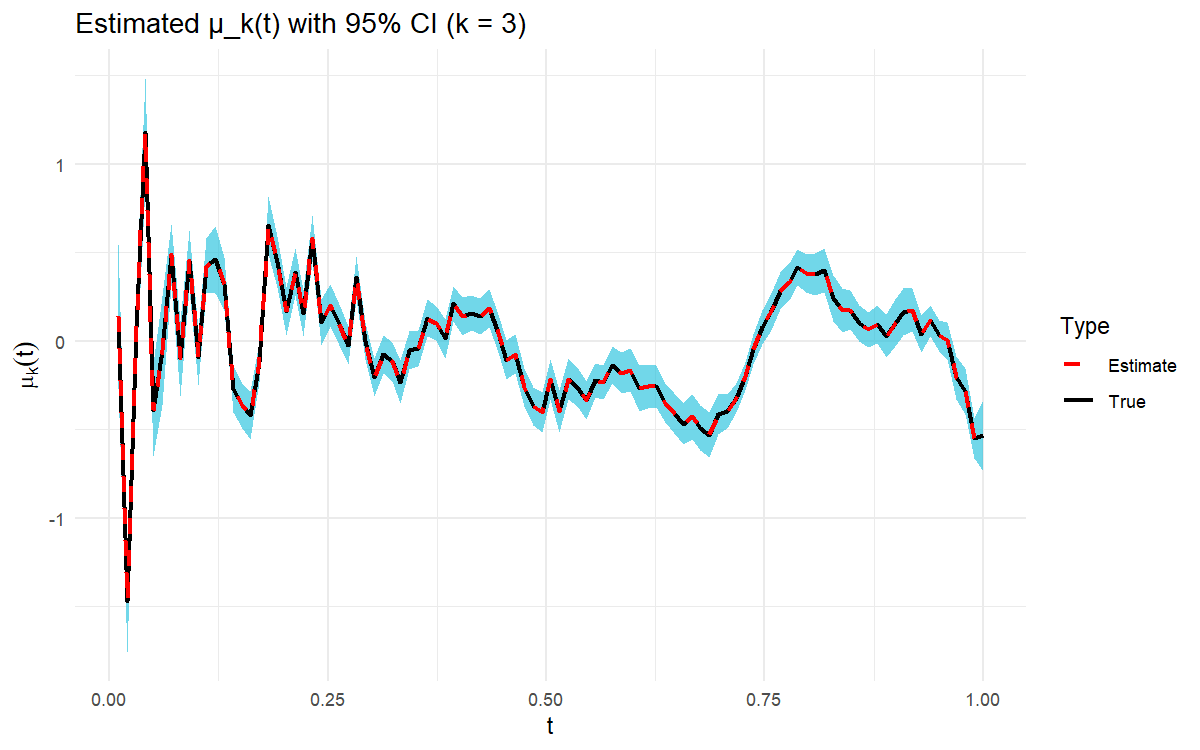 Estimated μ_k(t) with 95% CI (k = 3)
μₖ(t)
1
0
-1
0.00 0.25 0.50 0.75 1.00
t
Type
Estimate
True